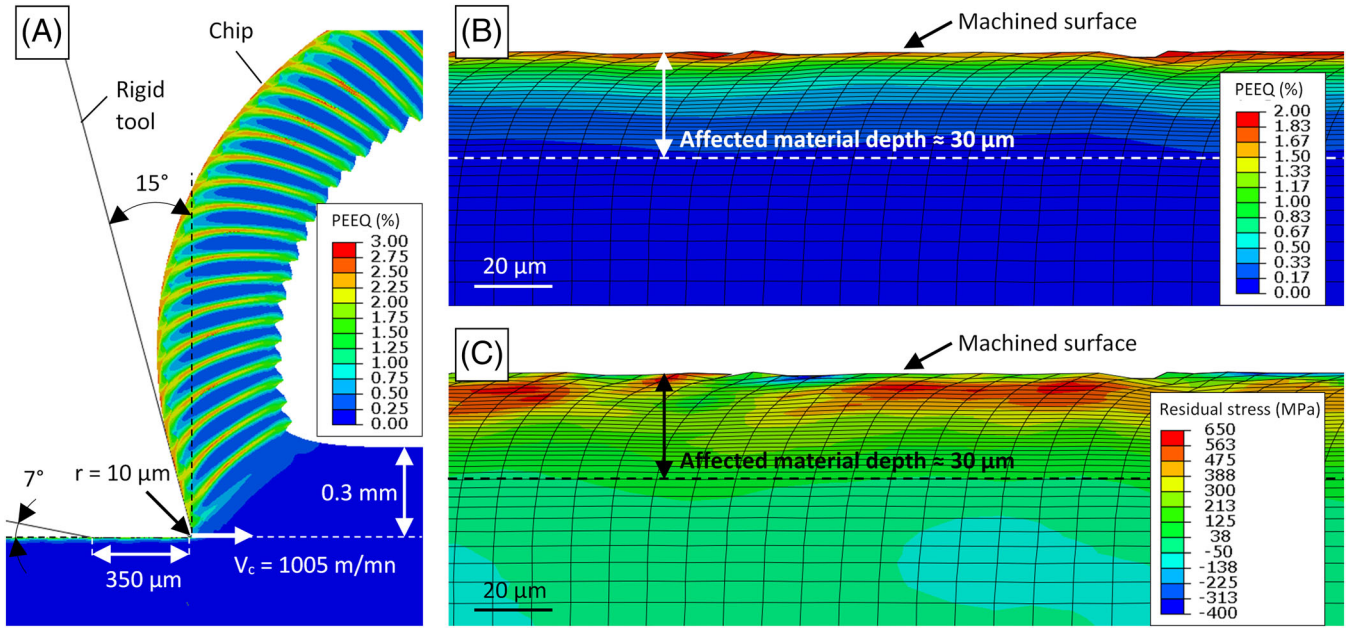 (A)
Chip
Rigid
tool
15°
PEEQ (%)
3.00
2.75
2.50
2.25
2.00
1.75
1.50
1.25
1.00
0.75
0.50
0.25
0.00
7°
r = 10 µm
0.3 mm
350 µm
Vc = 1005 m/mn
(B)
Machined surface
PEEQ (%)
2.00
1.83
1.67
1.50
1.33
1.17
1.00
0.83
0.67
0.50
0.33
0.17
0.00
Affected material depth ≈ 30 µm
20 µm
(C)
Machined surface
Residual stress (MPa)
650
563
475
388
300
213
125
38
-50
-138
-225
-313
-400
Affected material depth ≈ 30 µm
20 µm